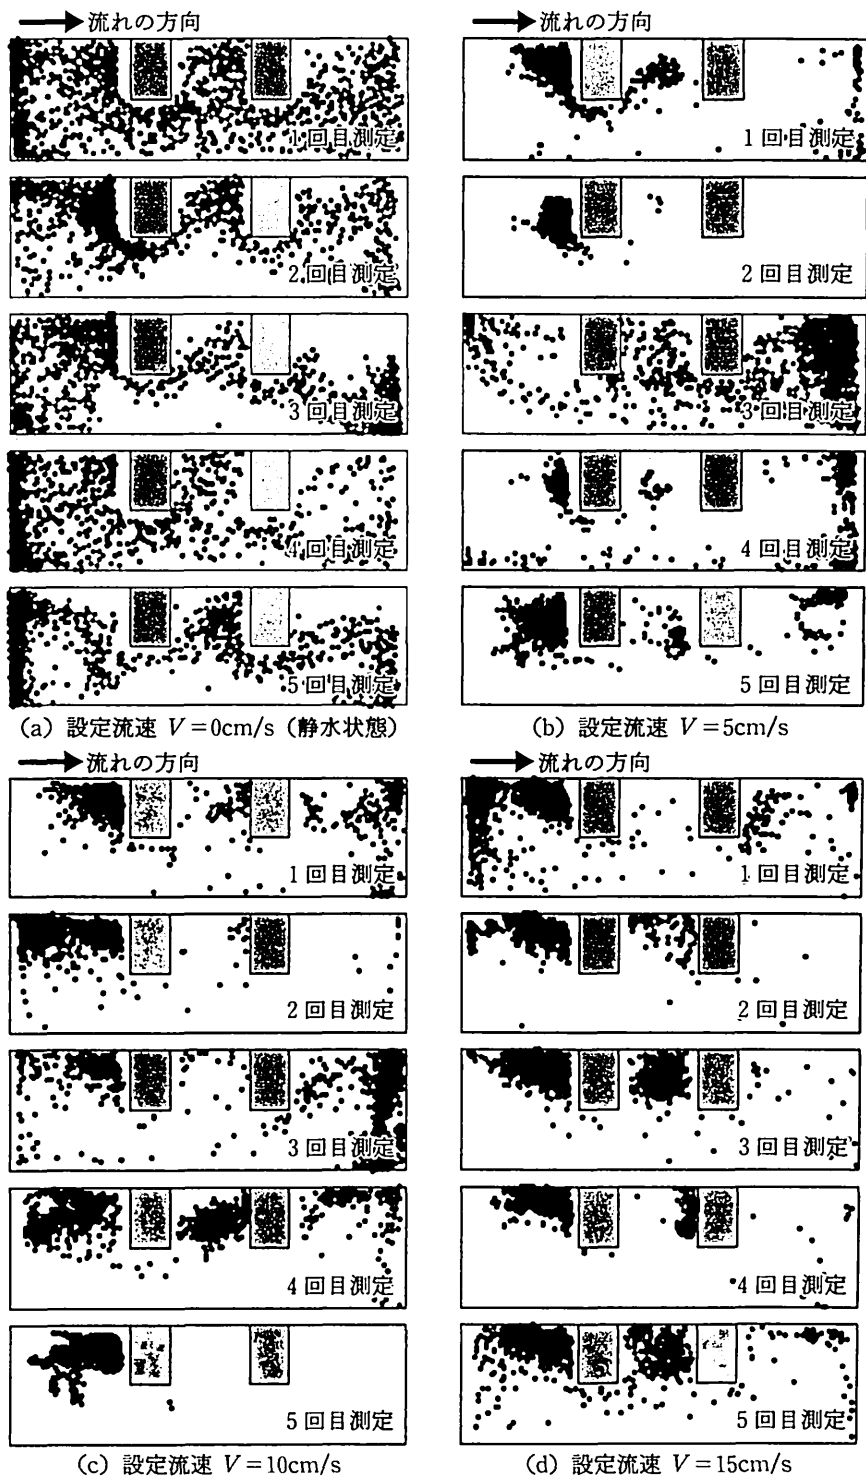 流れの方向
1回目測定
2回目測定
3回目測定
4回目測定
5回目測定
(a) 設定流速 V=0cm/s（静水状態）
流れの方向
1回目測定
2回目測定
3回目測定
4回目測定
5回目測定
(b) 設定流速 V=5cm/s
流れの方向
1回目測定
2回目測定
3回目測定
4回目測定
5回目測定
(c) 設定流速 V=10cm/s
流れの方向
1回目測定
2回目測定
3回目測定
4回目測定
5回目測定
(d) 設定流速 V=15cm/s